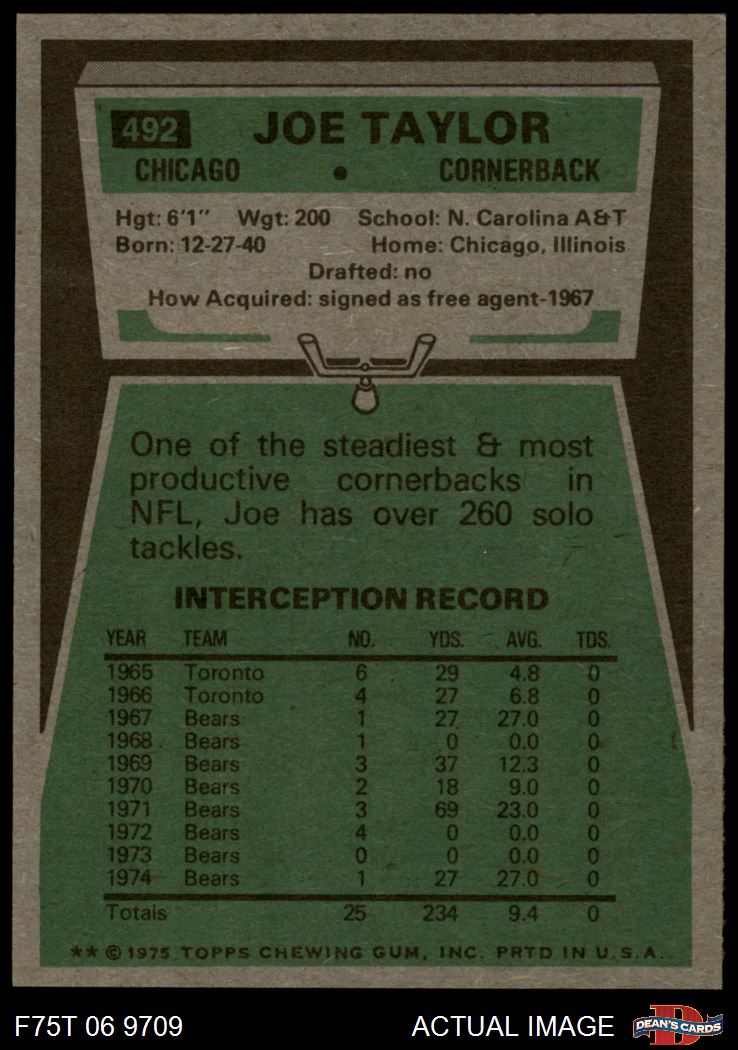 492 JOE TAYLOR
CHICAGO • CORNERBACK
Hgt: 6'1" Wgt: 200 School: N. Carolina A&T
Born: 12-27-40 Home: Chicago, Illinois
Drafted: no
How Acquired: signed as free agent-1967
One of the steadiest & most
productive cornerbacks in
NFL, Joe has over 260 solo
tackles.
INTERCEPTION RECORD
YEAR TEAM NO. YDS. AVG. TDS.
1965 Toronto 6 29 4.8 0
1966 Toronto 4 27 6.8 0
1967 Bears 1 27 27.0 0
1968 Bears 1 0 0.0 0
1969 Bears 3 37 12.3 0
1970 Bears 2 18 9.0 0
1971 Bears 3 69 23.0 0
1972 Bears 4 0 0.0 0
1973 Bears 0 0 0.0 0
1974 Bears 1 27 27.0 0
Totals 25 234 9.4 0
** © 1975 TOPPS CHEWING GUM, INC. PRTD IN U.S.A.
F75T 06 9709 ACTUAL IMAGE D DEAN'S CARDS